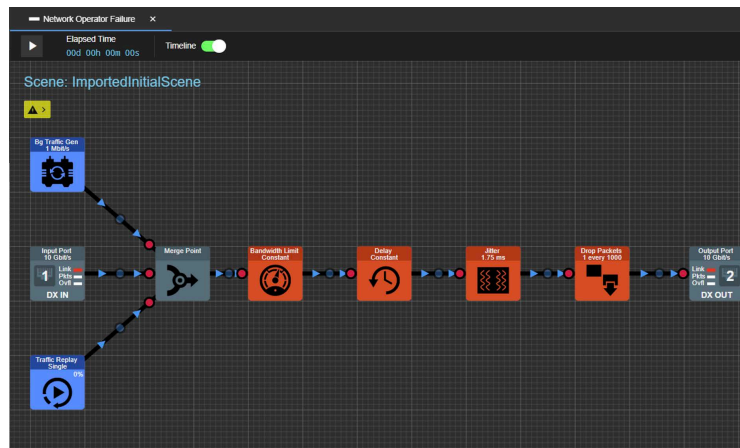 Network Operator Failure ×
Elapsed Time
00d 00h 00m 00s
Timeline
Scene: ImportedInitialScene
Bg Traffic Gen
1 Mbit/s
Input Port
10 Gbit/s
1
Link
Pkts
Ovfl
DX IN
Merge Point
Bandwidth Limit
Constant
Delay
Constant
Jitter
1.75 ms
Drop Packets
1 every 1000
Output Port
10 Gbit/s
Link
Pkts
Ovfl
2
DX OUT
Traffic Replay
Single
0%